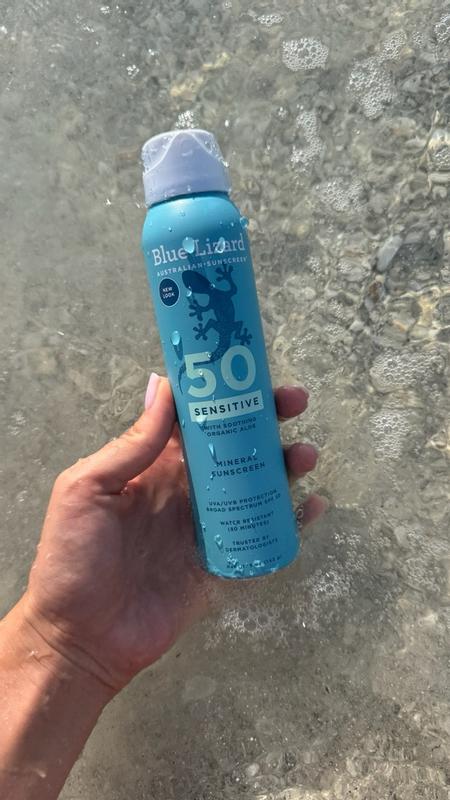 Blue Lizard
AUSTRALIAN SUNSCREEN
NEW
LOOK
50
SENSITIVE
WITH SOOTHING
ORGANIC ALOE
MINERAL
SUNSCREEN
UVA/UVB PROTECTION
BROAD SPECTRUM SPF 50
WATER RESISTANT
(80 MINUTES)
TRUSTED BY
DERMATOLOGISTS